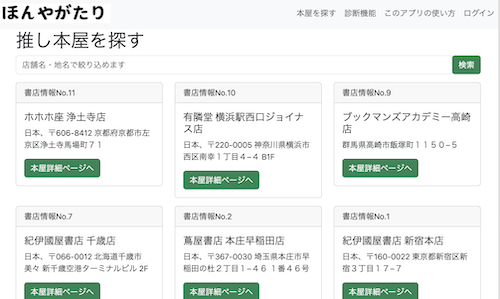 ほんやがたり
本屋を探す 診断機能 このアプリの使い方 ログイン
推し本屋を探す
店舗名・地名で絞り込めます
検索
書店情報No.11
ホホホ座 浄土寺店
日本、〒606-8412 京都府京都市左
京区浄土寺馬場町７１
本屋詳細ページへ
書店情報No.10
有隣堂 横浜駅西口ジョイナ
ス店
日本、〒220-0005 神奈川県横浜市
西区南幸１丁目４−４ B1F
本屋詳細ページへ
書店情報No.9
ブックマンズアカデミー高崎
店
群馬県高崎市飯塚町１１５０−５
本屋詳細ページへ
書店情報No.7
紀伊國屋書店 千歳店
日本、〒066-0012 北海道千歳市
美々 新千歳空港ターミナルビル 2F
本屋詳細ページへ
書店情報No.2
蔦屋書店 本庄早稲田店
日本、〒367-0030 埼玉県本庄市早
稲田の杜２丁目１−４６ １番４６号
本屋詳細ページへ
書店情報No.1
紀伊國屋書店 新宿本店
日本、〒160-0022 東京都新宿区新
宿３丁目１７−７
本屋詳細ページへ